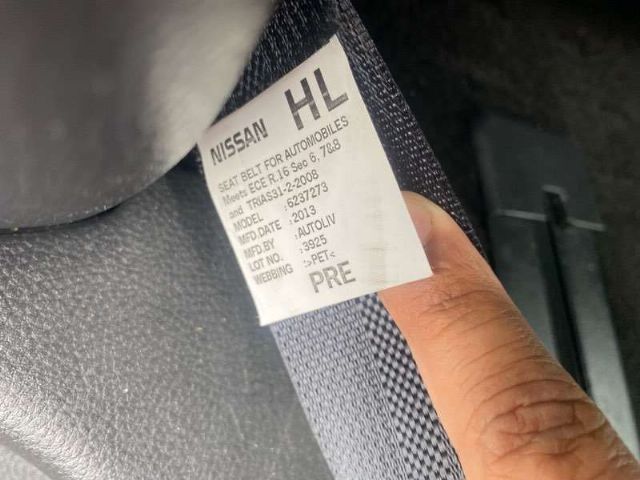 NISSAN HL
SEAT BELT FOR AUTOMOBILES
Meets ECE R.16 Sec 6, 7&8
and TRIAS31-2-2008
MODEL :6237273
MFD.DATE :2013
MFD.BY :AUTOLIV
LOT NO. :3925
WEBBING :>PET<
PRE